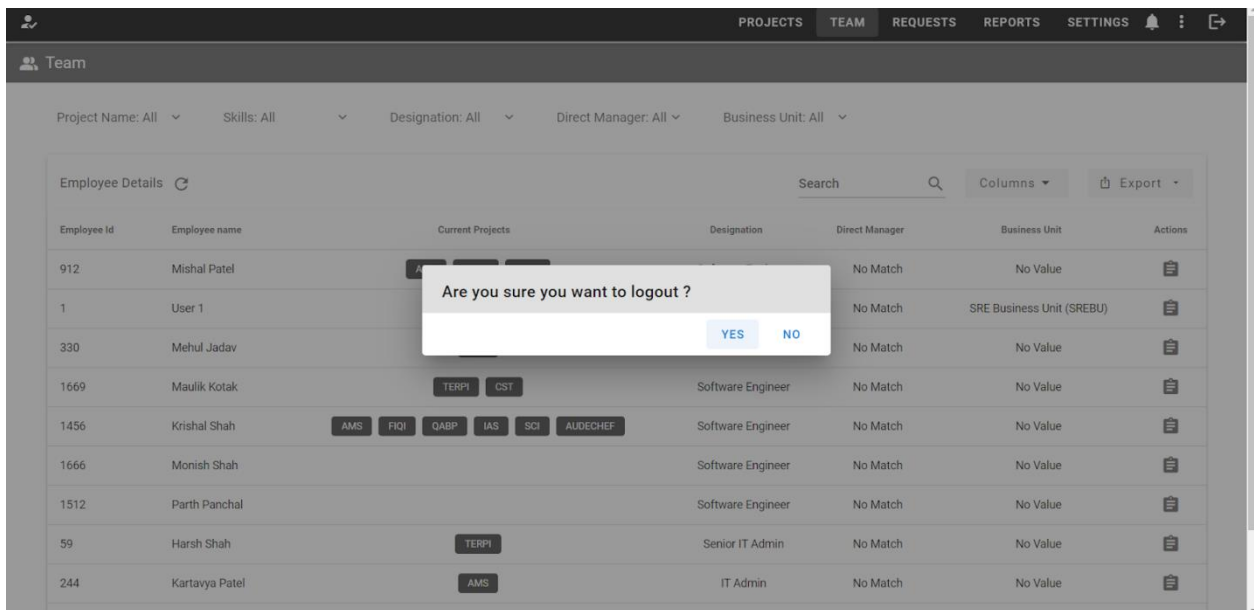 PROJECTS TEAM REQUESTS REPORTS SETTINGS
Team
Project Name: All Skills: All Designation: All Direct Manager: All Business Unit: All
Employee Details Search Columns Export
Employee Id Employee name Current Projects Designation Direct Manager Business Unit Actions
912 Mishal Patel No Match No Value
Are you sure you want to logout ?
1 User 1 No Match SRE Business Unit (SREBU)
YES NO
330 Mehul Jadav No Match No Value
1669 Maulik Kotak TERPI CST Software Engineer No Match No Value
1456 Krishal Shah AMS FIQI QABP IAS SCI AUDECHEF Software Engineer No Match No Value
1666 Monish Shah Software Engineer No Match No Value
1512 Parth Panchal Software Engineer No Match No Value
59 Harsh Shah TERPI Senior IT Admin No Match No Value
244 Kartavya Patel AMS IT Admin No Match No Value